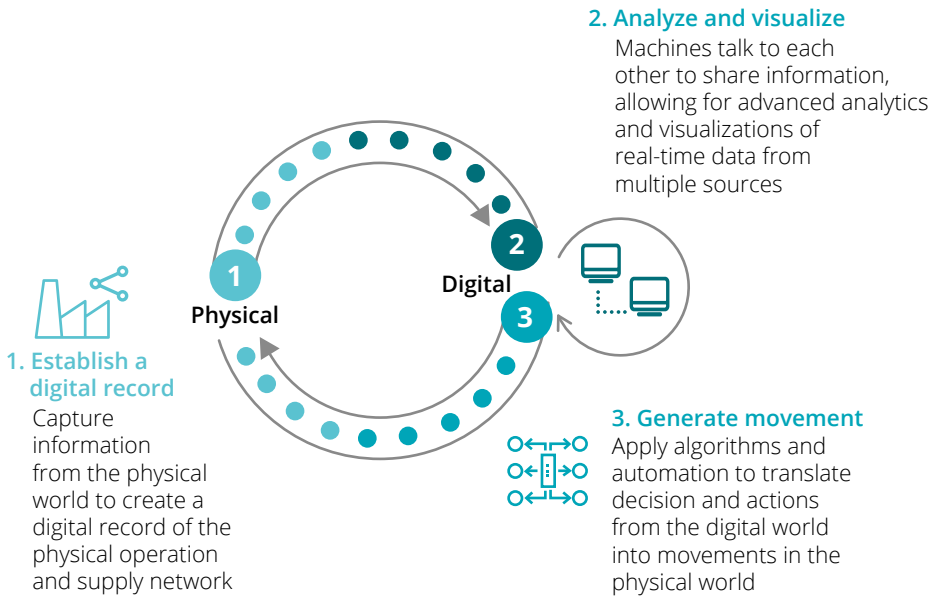 2. Analyze and visualize
Machines talk to each
other to share information,
allowing for advanced analytics
and visualizations of
real-time data from
multiple sources
1
Physical
2
Digital
3
1. Establish a
digital record
Capture
information
from the physical
world to create a
digital record of the
physical operation
and supply network
3. Generate movement
Apply algorithms and
automation to translate
decision and actions
from the digital world
into movements in the
physical world